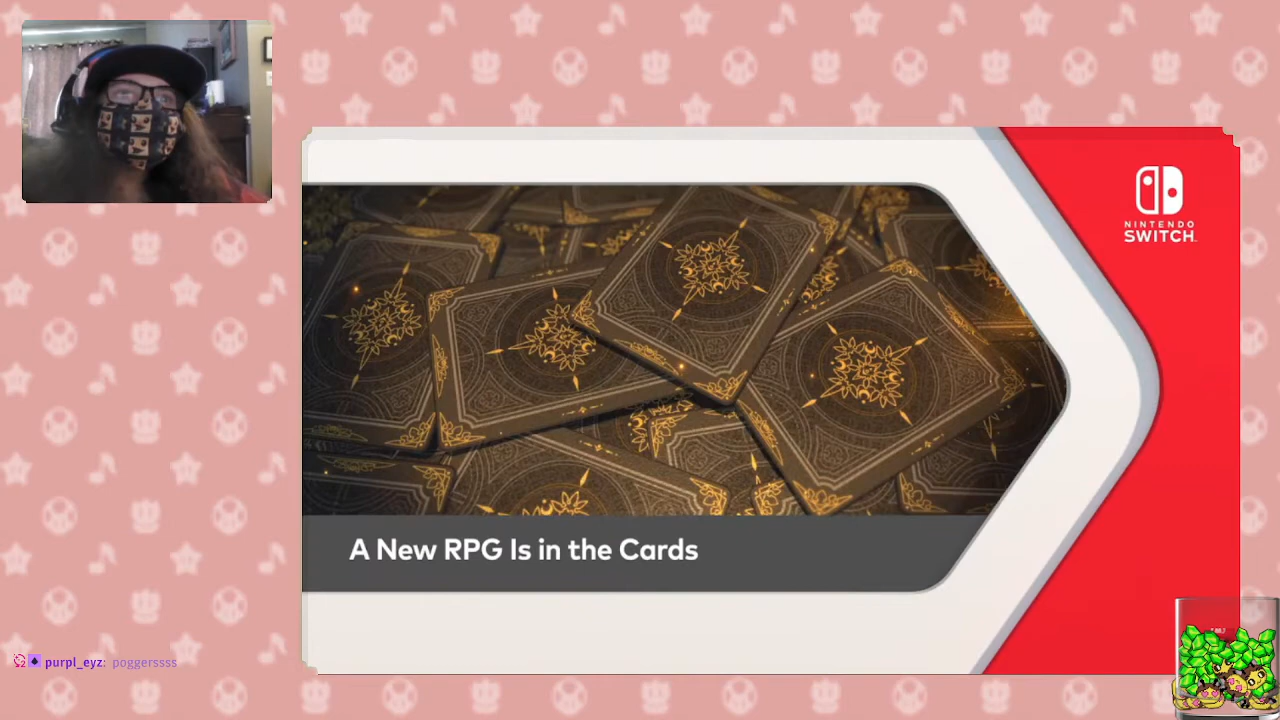 NINTENDO
SWITCH
A New RPG Is in the Cards
purpl_eyz: poggerssss